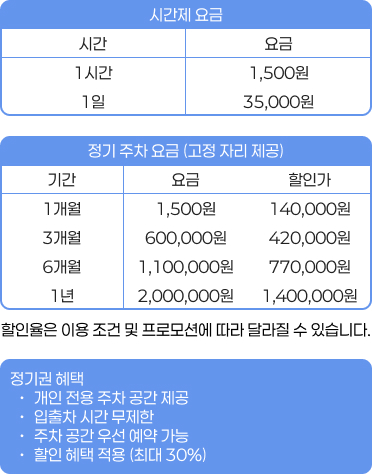 시간제 요금
시간 요금
1시간 1,500원
1일 35,000원
정기 주차 요금 (고정 자리 제공)
기간 요금 할인가
1개월 1,500원 140,000원
3개월 600,000원 420,000원
6개월 1,100,000원 770,000원
1년 2,000,000원 1,400,000원
할인율은 이용 조건 및 프로모션에 따라 달라질 수 있습니다.
정기권 혜택
• 개인 전용 주차 공간 제공
• 입출차 시간 무제한
• 주차 공간 우선 예약 가능
• 할인 혜택 적용 (최대 30%)